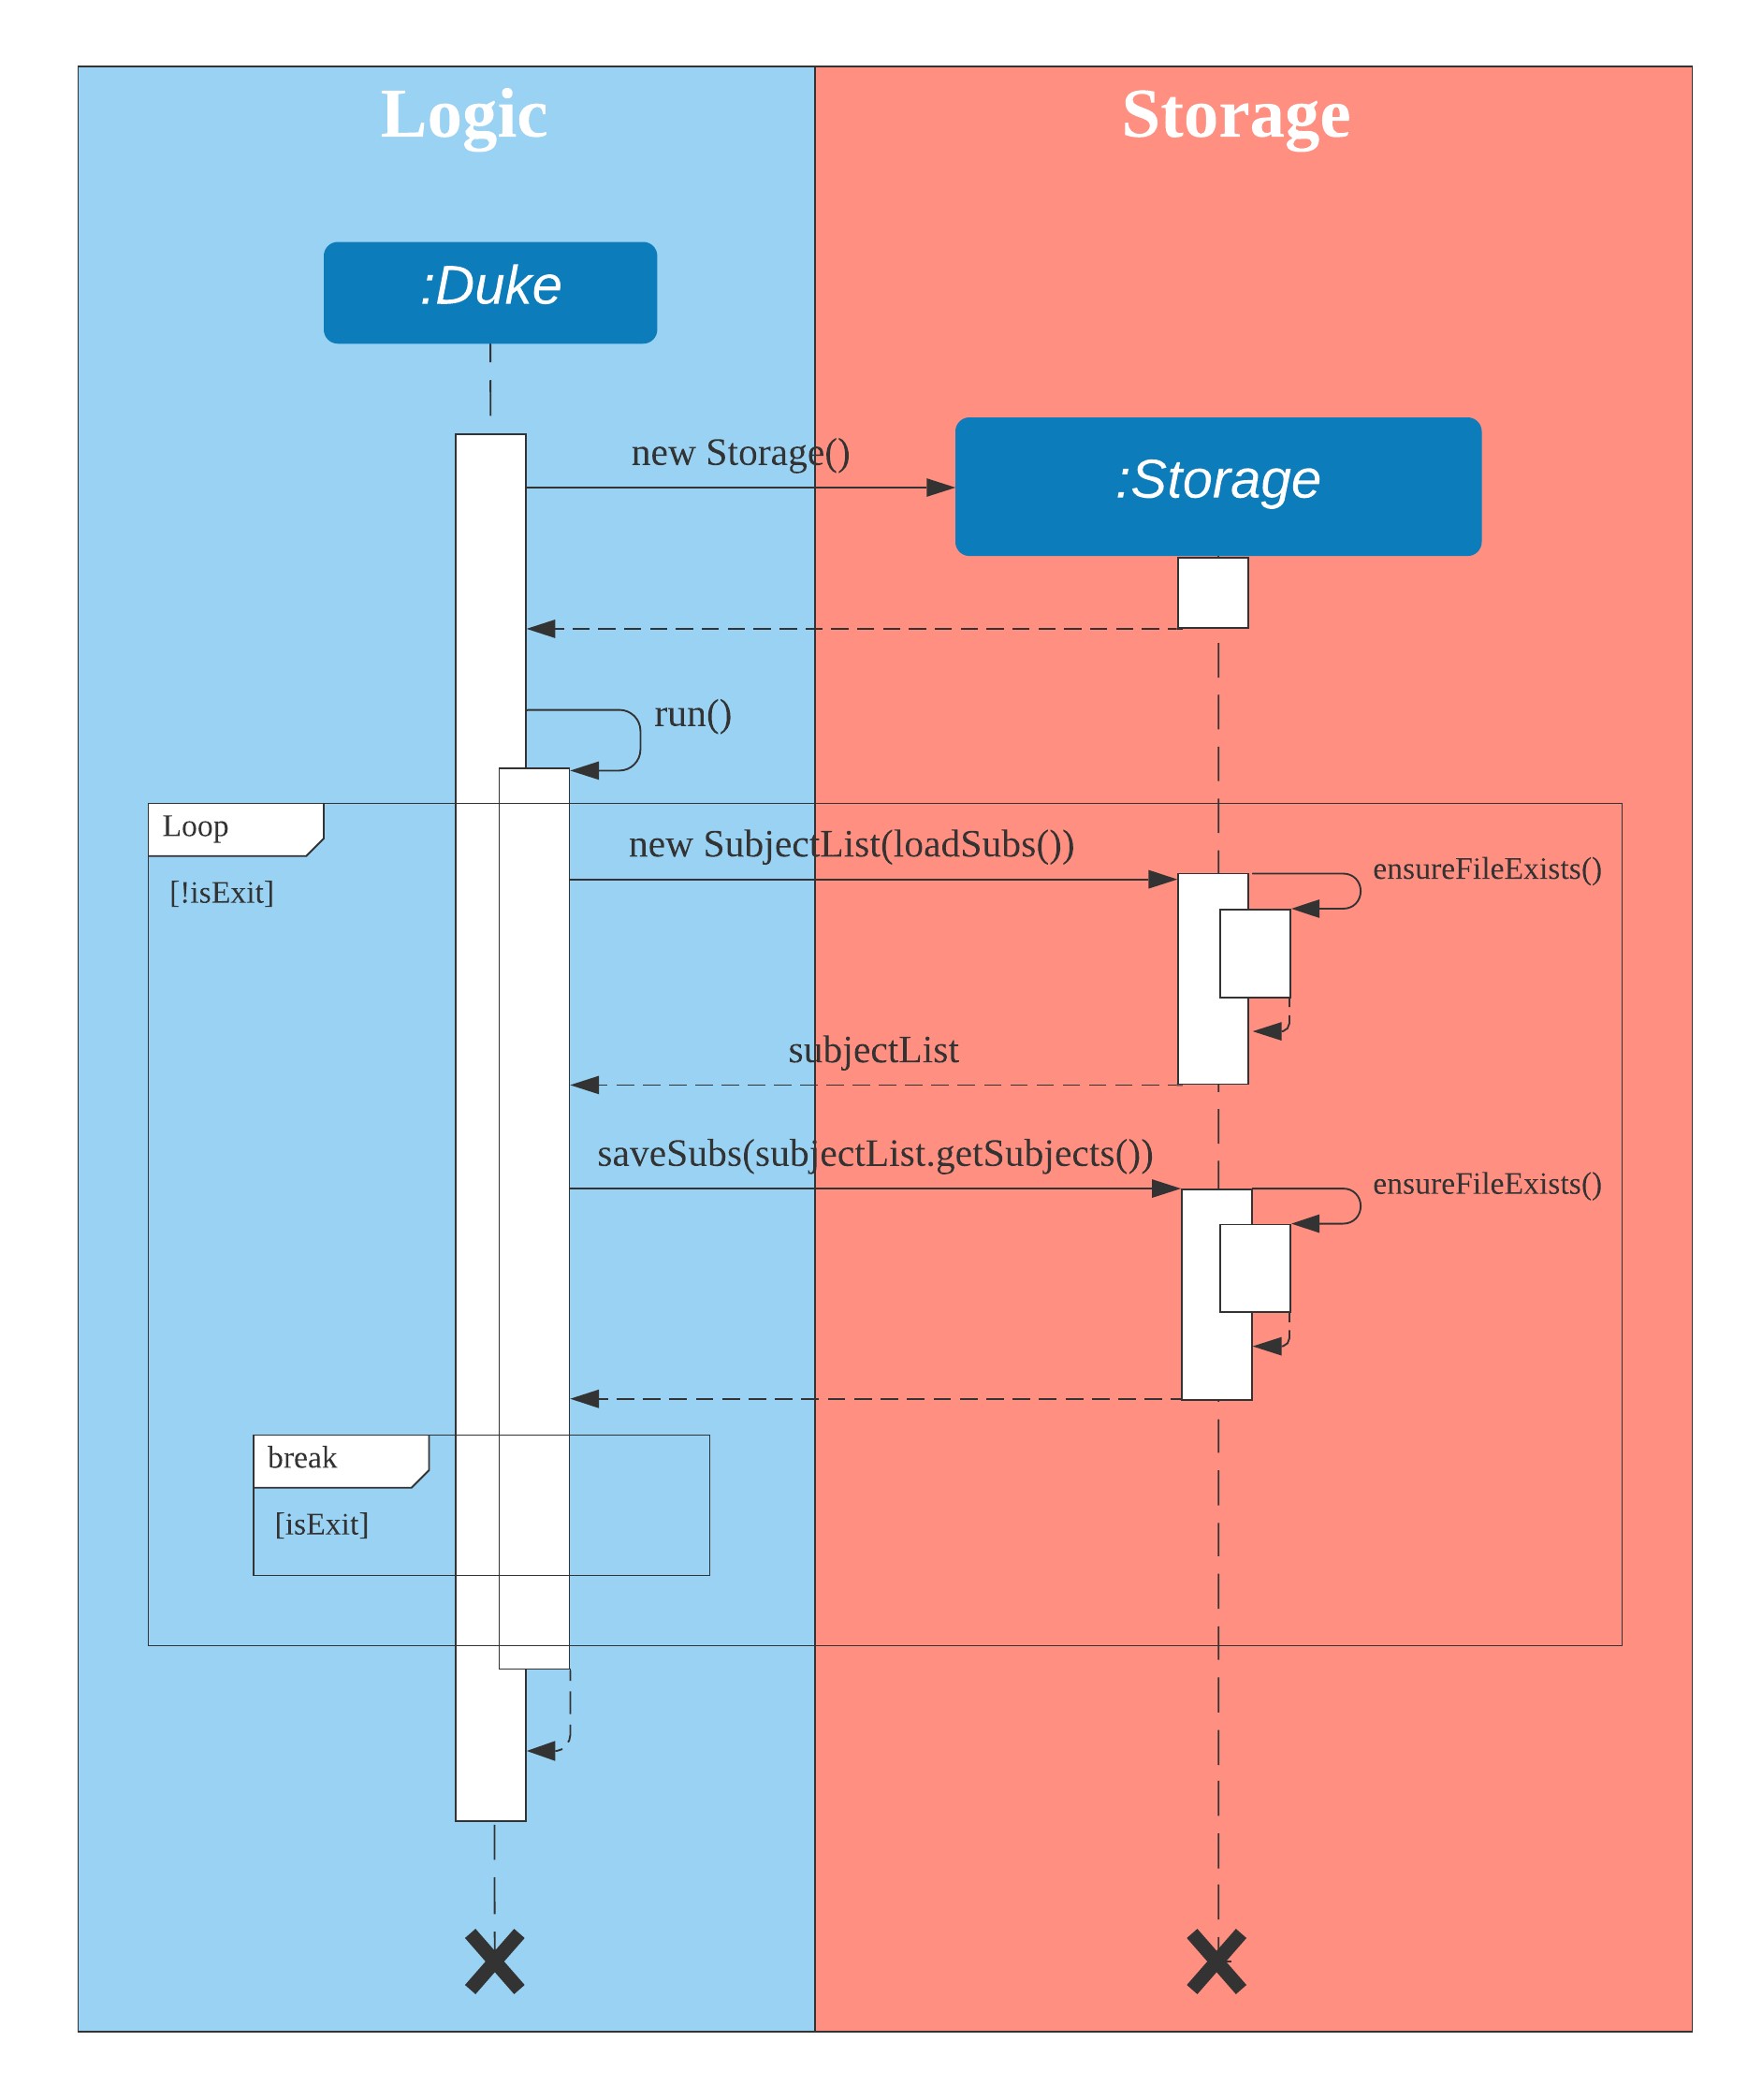 Logic
Storage
:Duke
new Storage()
:Storage
run()
Loop
new SubjectList(loadSubs())
ensureFileExists()
[!isExit]
subjectList
saveSubs(subjectList.getSubjects())
ensureFileExists()
break
[isExit]